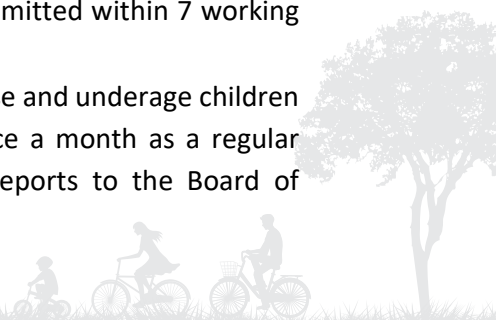 mitted within 7 working
e and underage children
ce a month as a regular
eports to the Board of